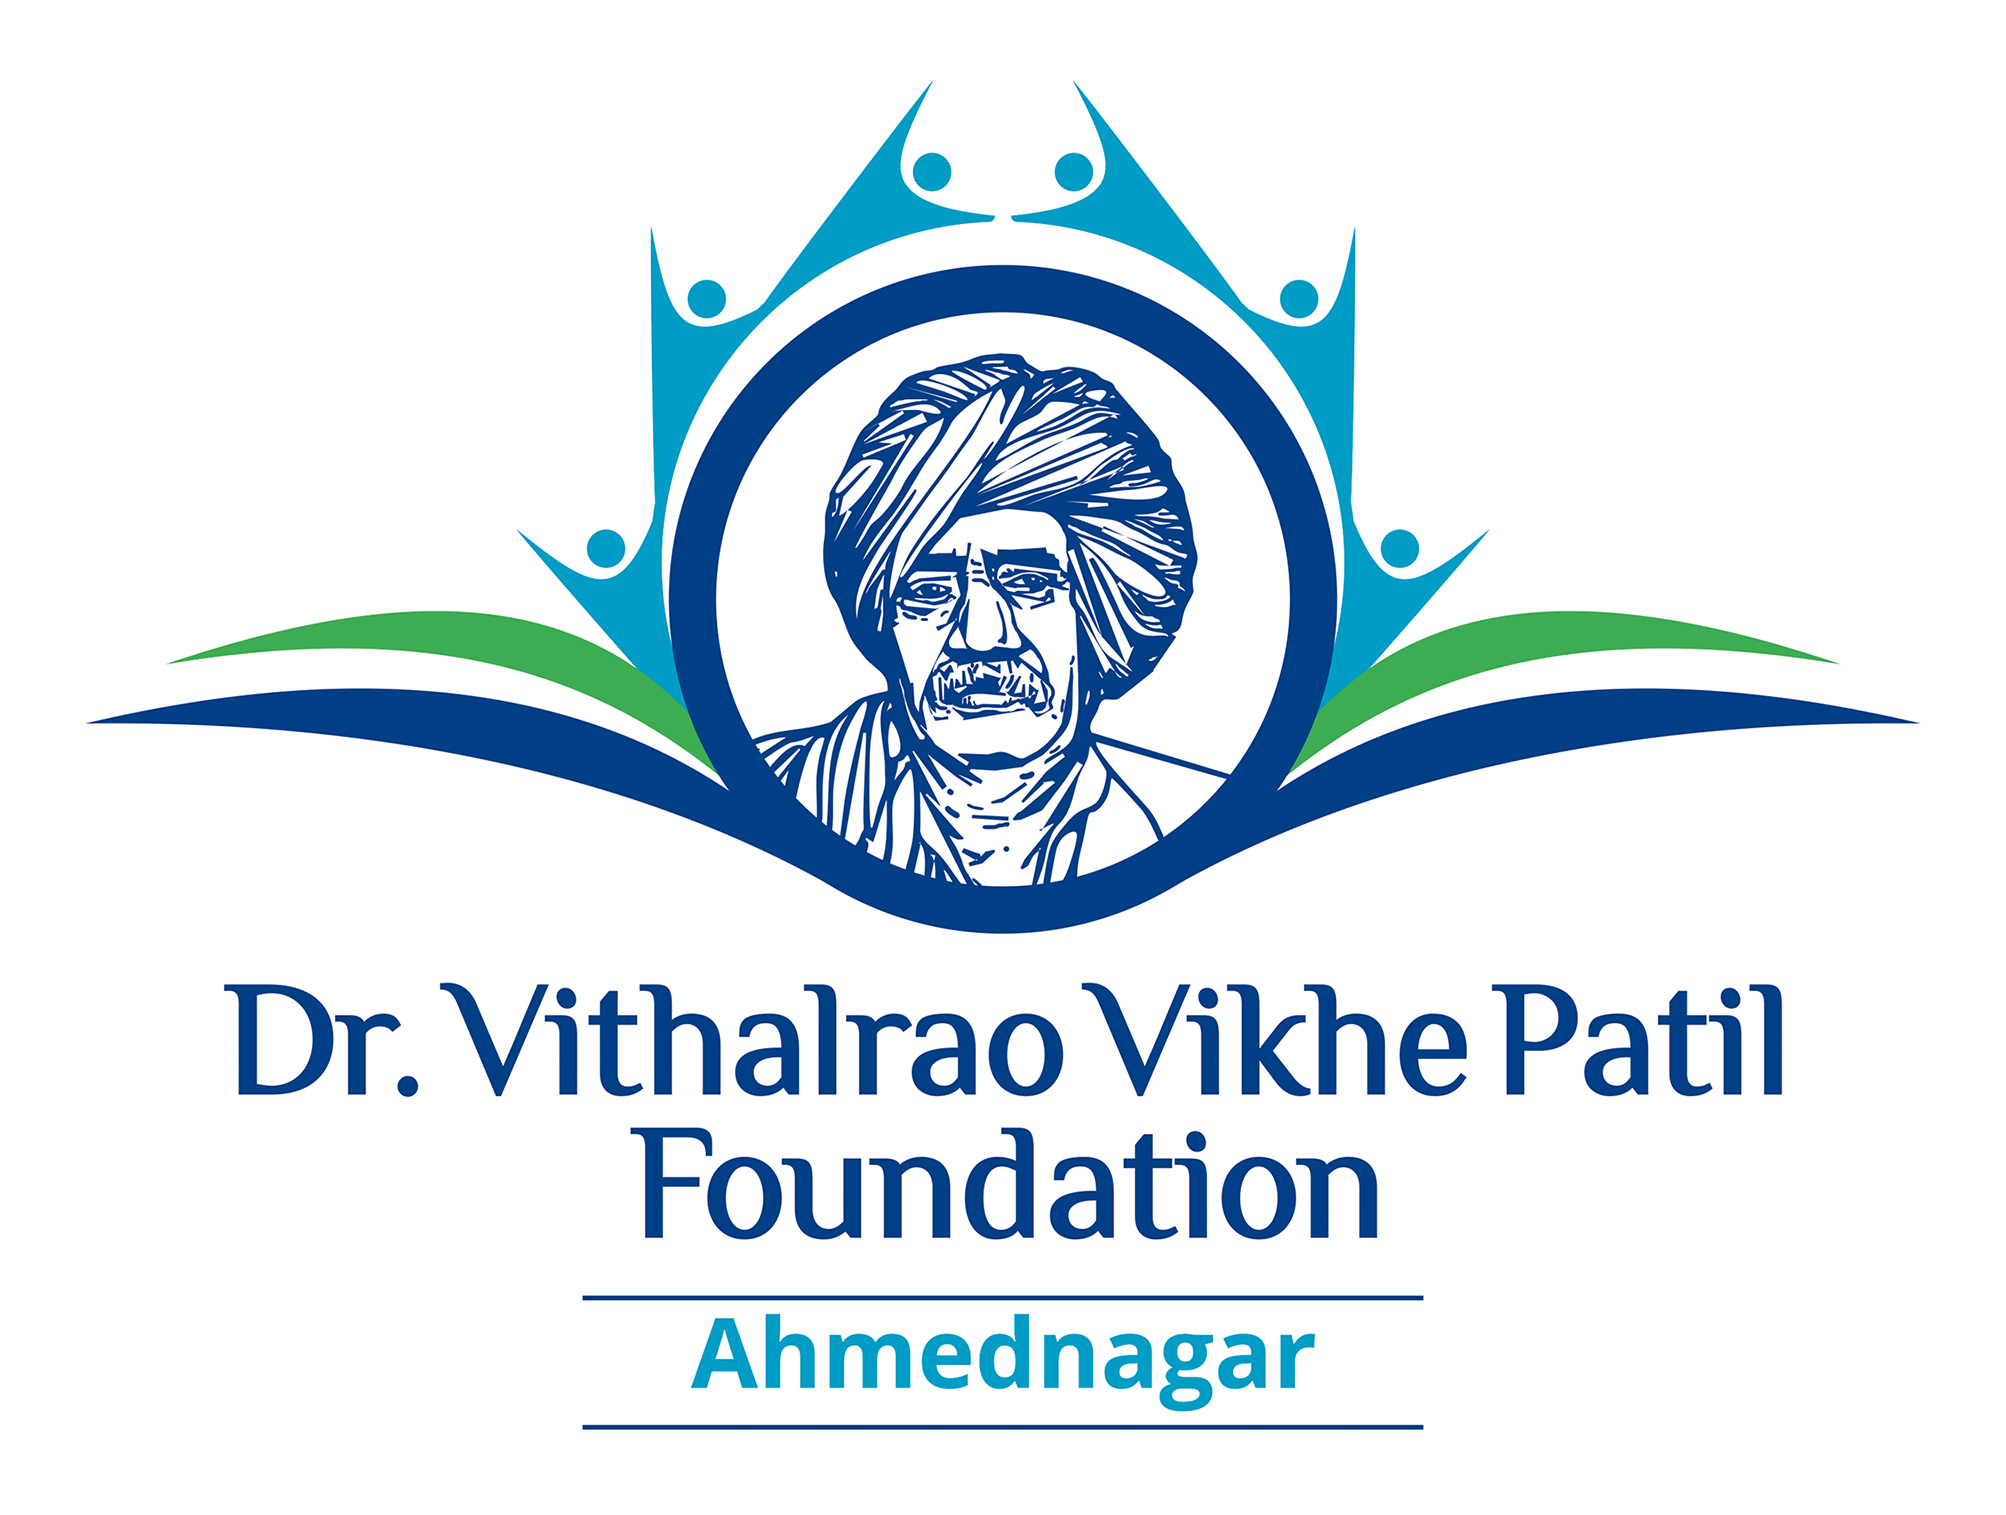 Dr. Vithalrao Vikhe Patil
Foundation
Ahmednagar